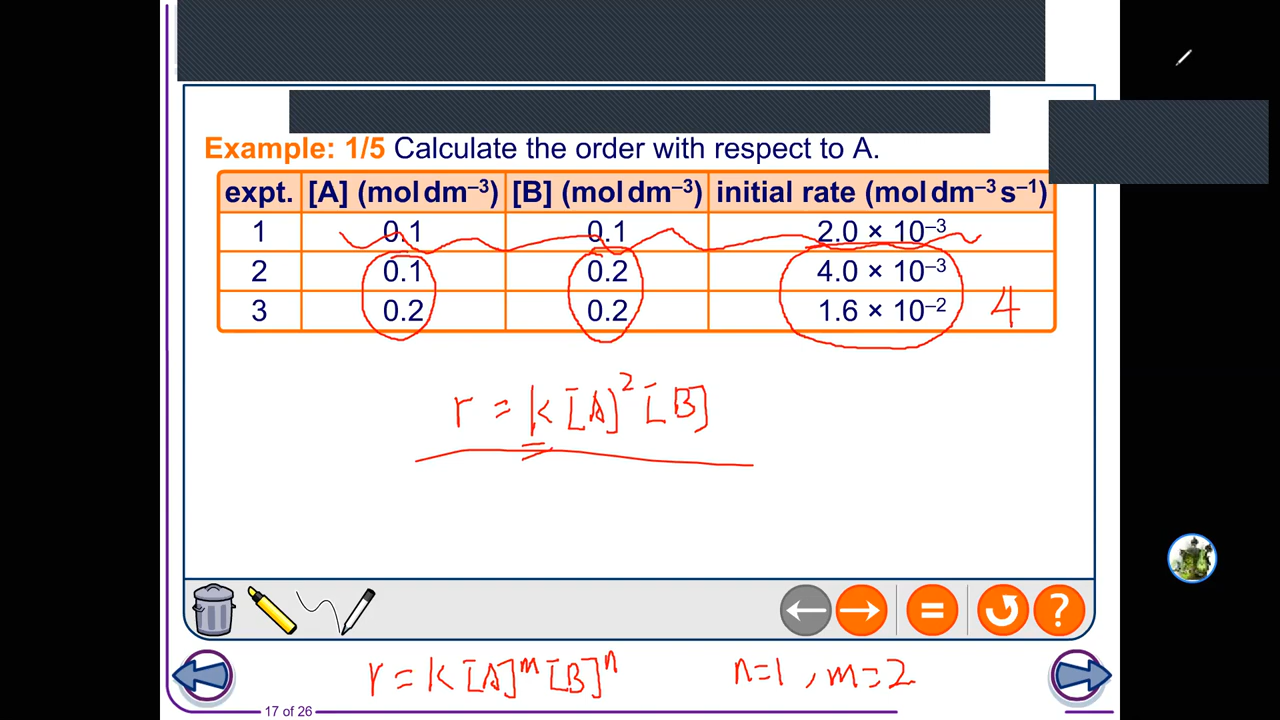 Example: 1/5 Calculate the order with respect to A.
expt. [A] (mol dm⁻³) [B] (mol dm⁻³) initial rate (mol dm⁻³ s⁻¹)
1 0.1 0.1 2.0 × 10⁻³
2 0.1 0.2 4.0 × 10⁻³
3 0.2 0.2 1.6 × 10⁻² 4
r = k [A]² [B]
= ?
r = k [A]ᵐ [B]ⁿ n=1 , m=2
17 of 26